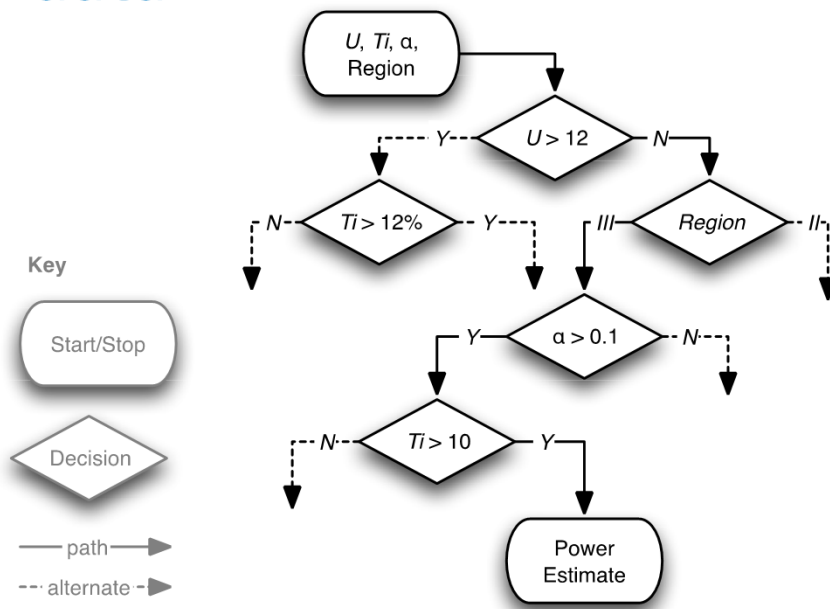 U, Ti, α,
Region
U > 12
Y
N
Ti > 12%
N
Y
Region
III
II
Key
Start/Stop
α > 0.1
Y
N
Decision
Ti > 10
N
Y
path
alternate
Power
Estimate